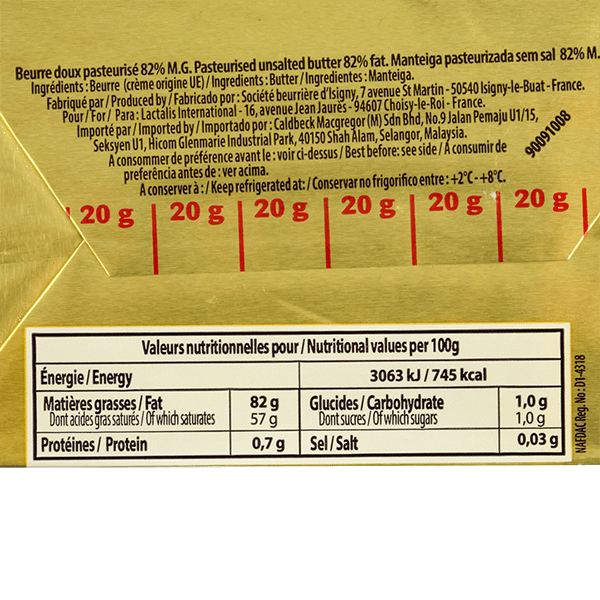 Beurre doux pasteurisé 82% M.G. Pasteurised unsalted butter 82% fat. Manteiga pasteurizada sem sal 82% M.
Ingrédients : Beurre (crème origine UE) / Ingredients : Butter / Ingredientes : Manteiga.
Fabriqué par / Produced by / Fabricado por : Société beurrière d'Isigny, 7 avenue St Martin - 50540 Isigny-le-Buat - France.
Pour / For / Para : Lactalis International - 16, avenue Jean Jaurès - 94607 Choisy-le-Roi - France.
Importé par / Imported by / Importado por : Caldbeck Macgregor (M) Sdn Bhd, No.9 Jalan Pemaju U1/15,
Seksyen U1, Hicom Glenmarie Industrial Park, 40150 Shah Alam, Selangor, Malaysia.
A consommer de préférence avant le : voir ci-dessus / Best before: see side / A consumir de
preferência antes de : ver acima.
A conserver à : / Keep refrigerated at: / Conservar no frigorífico entre : +2°C - +8°C.
90091008
20 g 20 g 20 g 20 g 20 g 20 g
Valeurs nutritionnelles pour / Nutritional values per 100g
Énergie / Energy 3063 kJ / 745 kcal
Matières grasses / Fat 82 g Glucides / Carbohydrate 1,0 g
Dont acides gras saturés / Of which saturates 57 g Dont sucres / Of which sugars 1,0 g
Protéines / Protein 0,7 g Sel / Salt 0,03 g
NAFDAC Reg. No : D1-4318